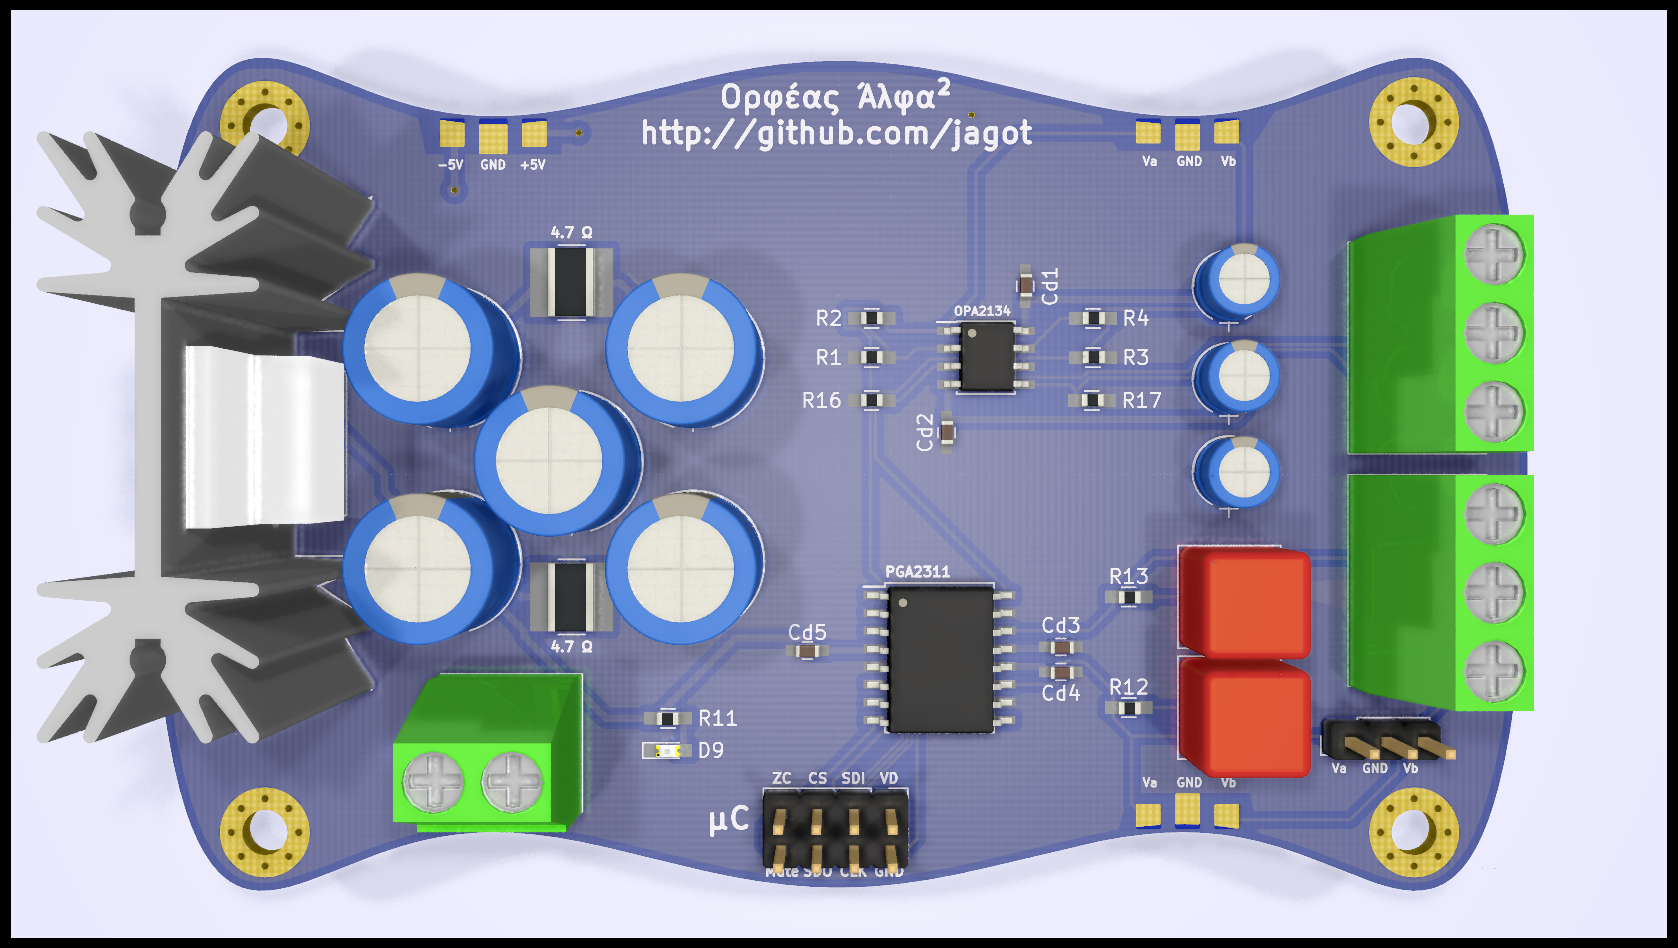 Ορφέας Άλφα²
http://github.com/jagot
-5V GND +5V
Va GND Vb
4.7 Ω
Cd1
OPA2134
R2
R4
R1
R3
R16
R17
Cd2
PGA2311
R13
Cd5
Cd3
4.7 Ω
Cd4
R12
R11
D9
ZC CS SDI VD
Va GND Vb
Va GND Vb
μC
Mute SDO CLK GND